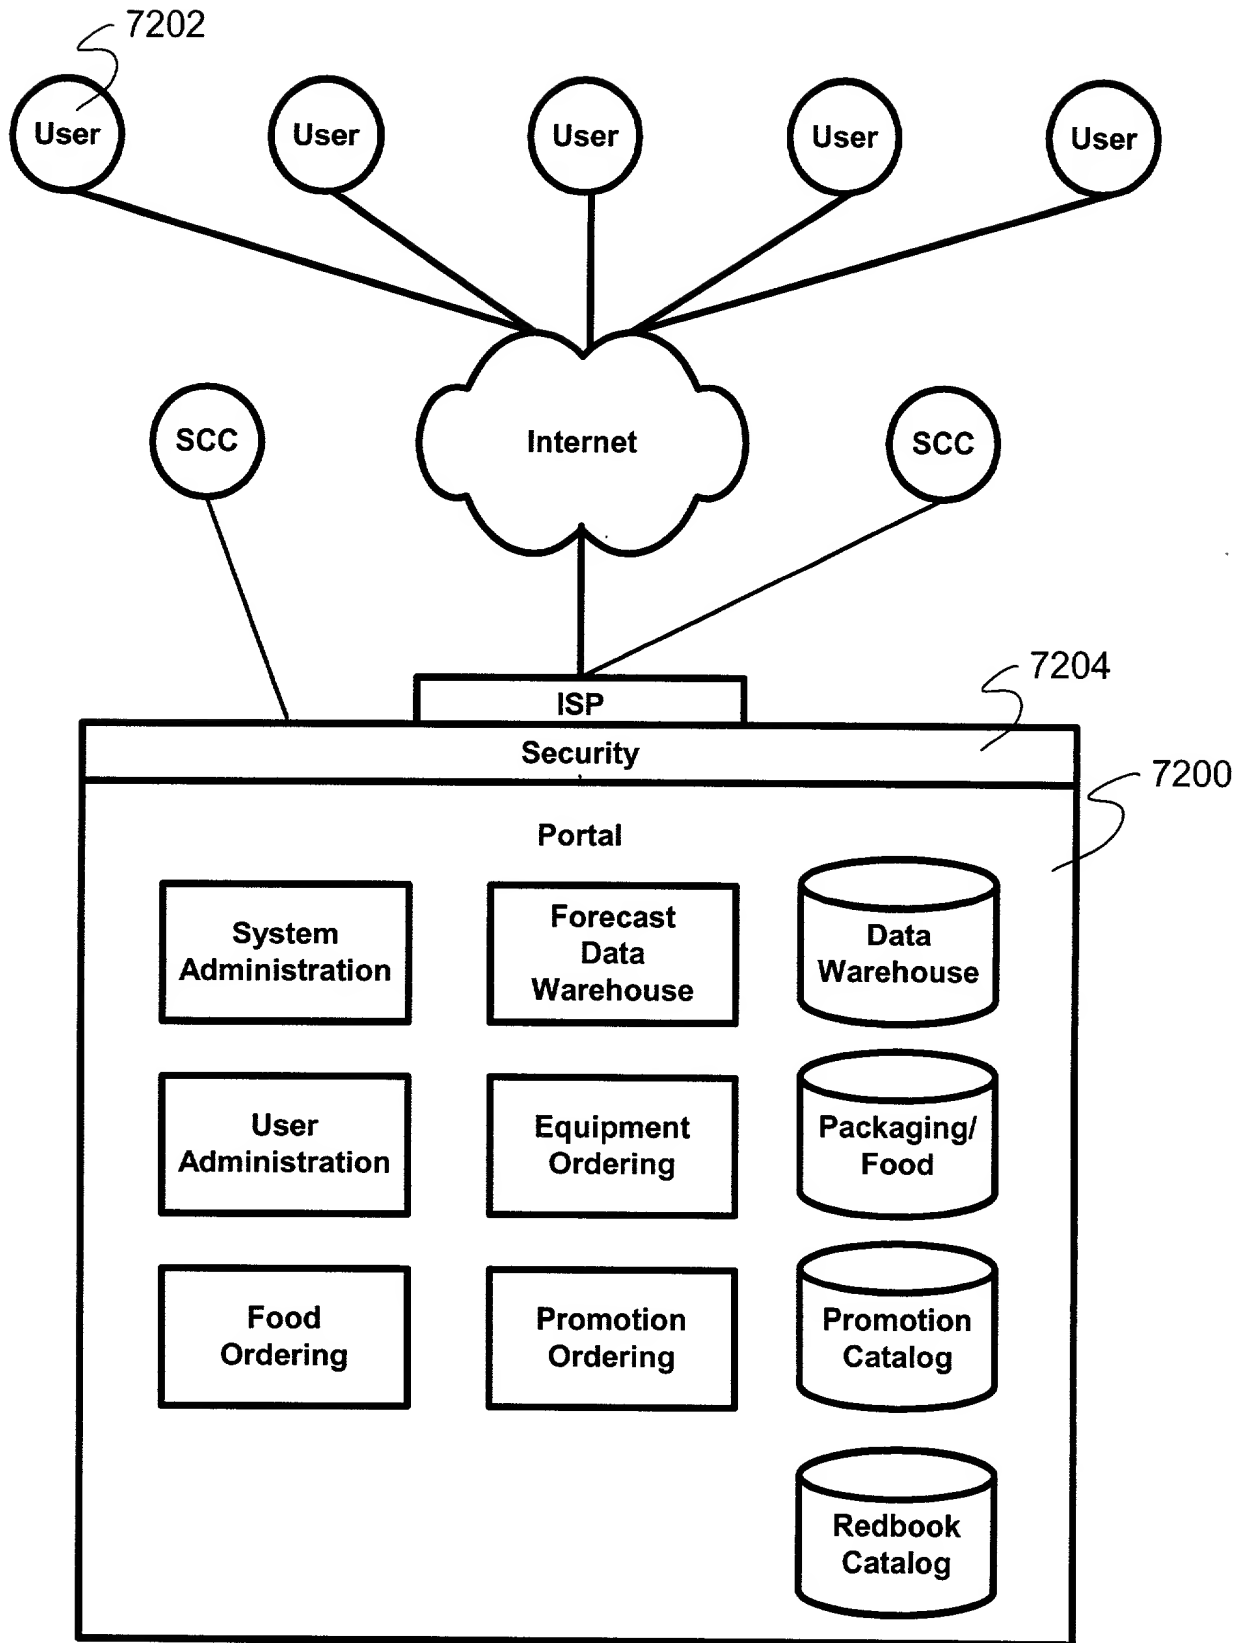 7202
User
User
User
User
User
SCC
Internet
SCC
7204
ISP
Security
7200
Portal
System
Administration
Forecast
Data
Warehouse
Data
Warehouse
User
Administration
Equipment
Ordering
Packaging/
Food
Food
Ordering
Promotion
Ordering
Promotion
Catalog
Redbook
Catalog